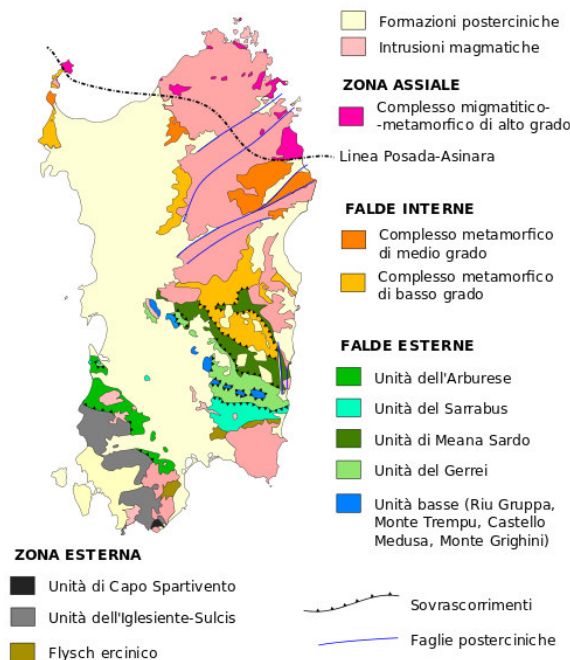 Formazioni posterciniche
Intrusioni magmatiche
ZONA ASSIALE
Complesso migmatitico-
-metamorfico di alto grado
Linea Posada-Asinara
FALDE INTERNE
Complesso metamorfico
di medio grado
Complesso metamorfico
di basso grado
FALDE ESTERNE
Unità dell'Arburese
Unità del Sarrabus
Unità di Meana Sardo
Unità del Gerrei
Unità basse (Riu Gruppa,
Monte Trempu, Castello
Medusa, Monte Grighini)
ZONA ESTERNA
Unità di Capo Spartivento
Unità dell'Iglesiente-Sulcis
Flysch ercinico
Sovrascorrimenti
Faglie posterciniche